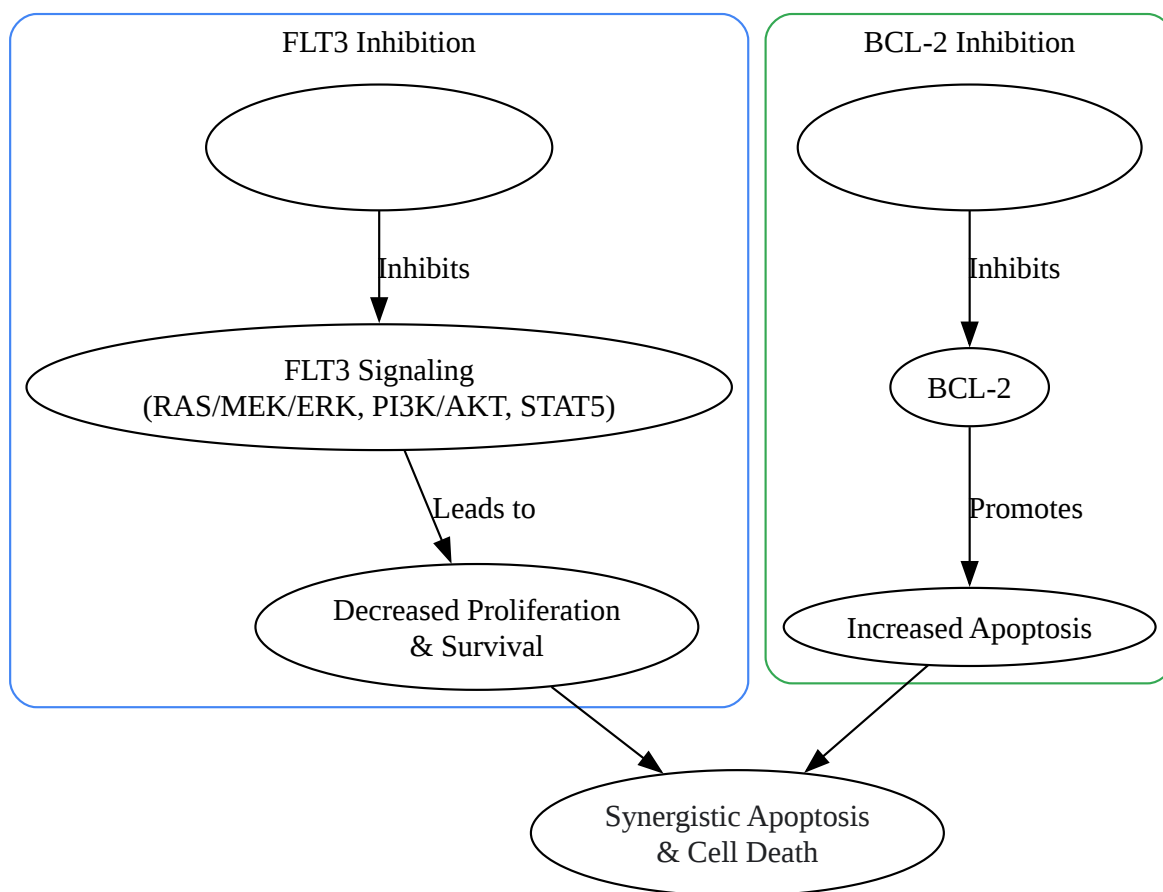 FLT3 Inhibition
Inhibits
FLT3 Signaling
(RAS/MEK/ERK, PI3K/AKT, STAT5)
Leads to
Decreased Proliferation
& Survival
BCL-2 Inhibition
Inhibits
BCL-2
Promotes
Increased Apoptosis
Synergistic Apoptosis
& Cell Death